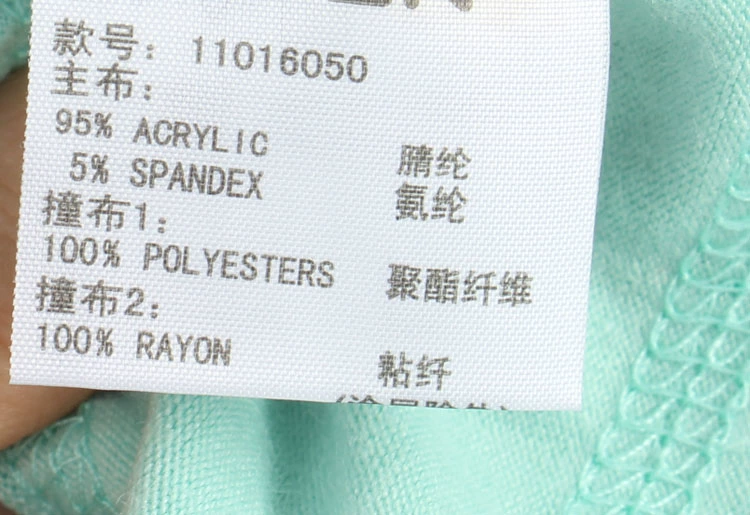 款号: 11016050
主布:
95% ACRYLIC 腈纶
5% SPANDEX 氨纶
撞布1:
100% POLYESTERS 聚酯纤维
撞布2:
100% RAYON 粘纤